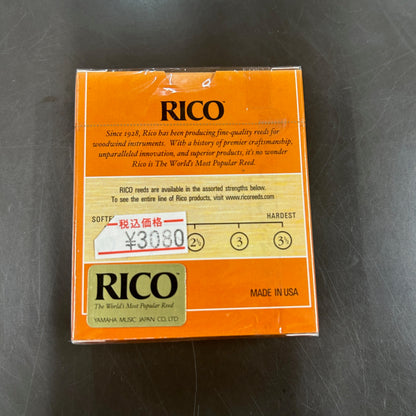 RICO
Since 1928, Rico has been producing fine-quality reeds for
woodwind instruments. With a history of premier craftsmanship,
unparalleled innovation, and superior products, it's no wonder
Rico is The World's Most Popular Reed.
RICO reeds are available in the assorted strengths below.
To see the entire line of Rico products, visit www.ricoreeds.com
SOFTE
HARDEST
税込価格
¥3080
2½
3
3½
RICO
The World's Most Popular Reed
YAMAHA MUSIC JAPAN CO., LTD
MADE IN USA